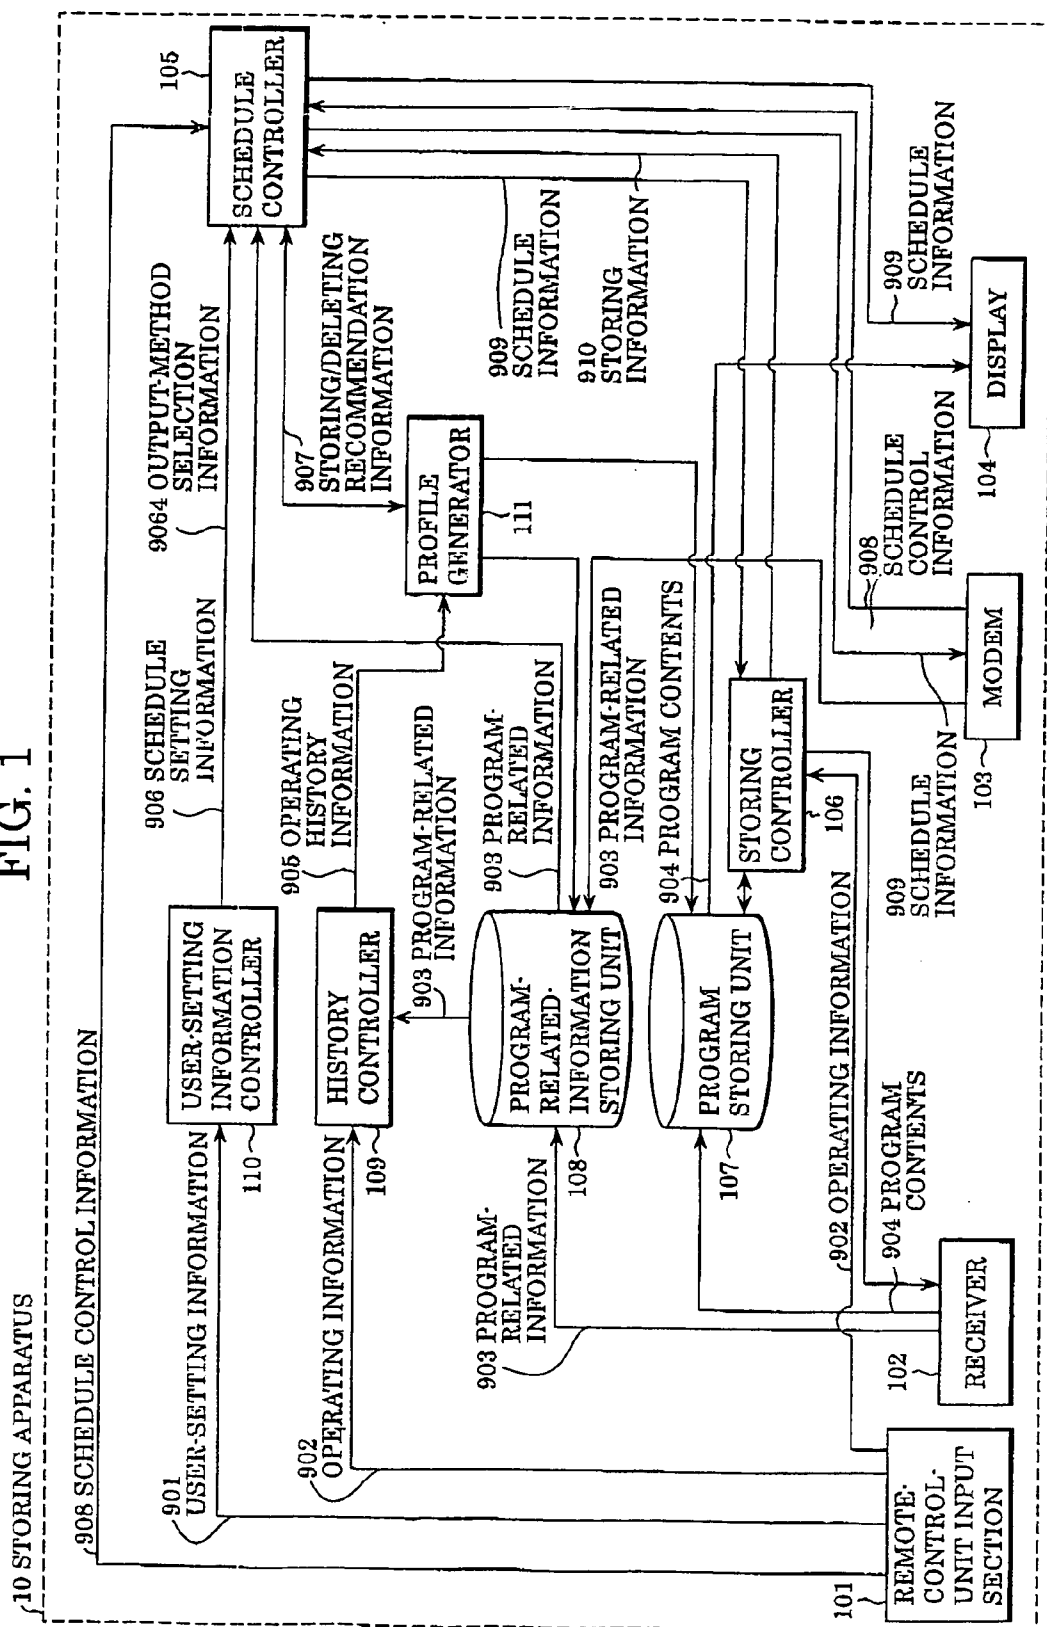 FIG. 1
10 STORING APPARATUS
908 SCHEDULE CONTROL INFORMATION
901
USER-SETTING INFORMATION
USER-SETTING
INFORMATION
CONTROLLER
110
906 SCHEDULE
SETTING
INFORMATION
9064 OUTPUT-METHOD
SELECTION
INFORMATION
SCHEDULE
CONTROLLER
105
902
OPERATING INFORMATION
HISTORY
CONTROLLER
109
905 OPERATING
HISTORY
INFORMATION
907
STORING/DELETING
RECOMMENDATION
INFORMATION
903 PROGRAM-RELATED
INFORMATION
PROFILE
GENERATOR
111
903 PROGRAM-
RELATED
INFORMATION
PROGRAM-
RELATED-
INFORMATION
STORING UNIT
108
903 PROGRAM-
RELATED
INFORMATION
903 PROGRAM-RELATED
INFORMATION
909
SCHEDULE
INFORMATION
910
STORING
INFORMATION
PROGRAM
STORING UNIT
107
904 PROGRAM CONTENTS
STORING
CONTROLLER
106
902 OPERATING INFORMATION
904 PROGRAM
CONTENTS
909
SCHEDULE
INFORMATION
908
SCHEDULE
CONTROL
INFORMATION
909
SCHEDULE
INFORMATION
REMOTE-
CONTROL-
UNIT INPUT
SECTION
101
RECEIVER
102
MODEM
103
DISPLAY
104